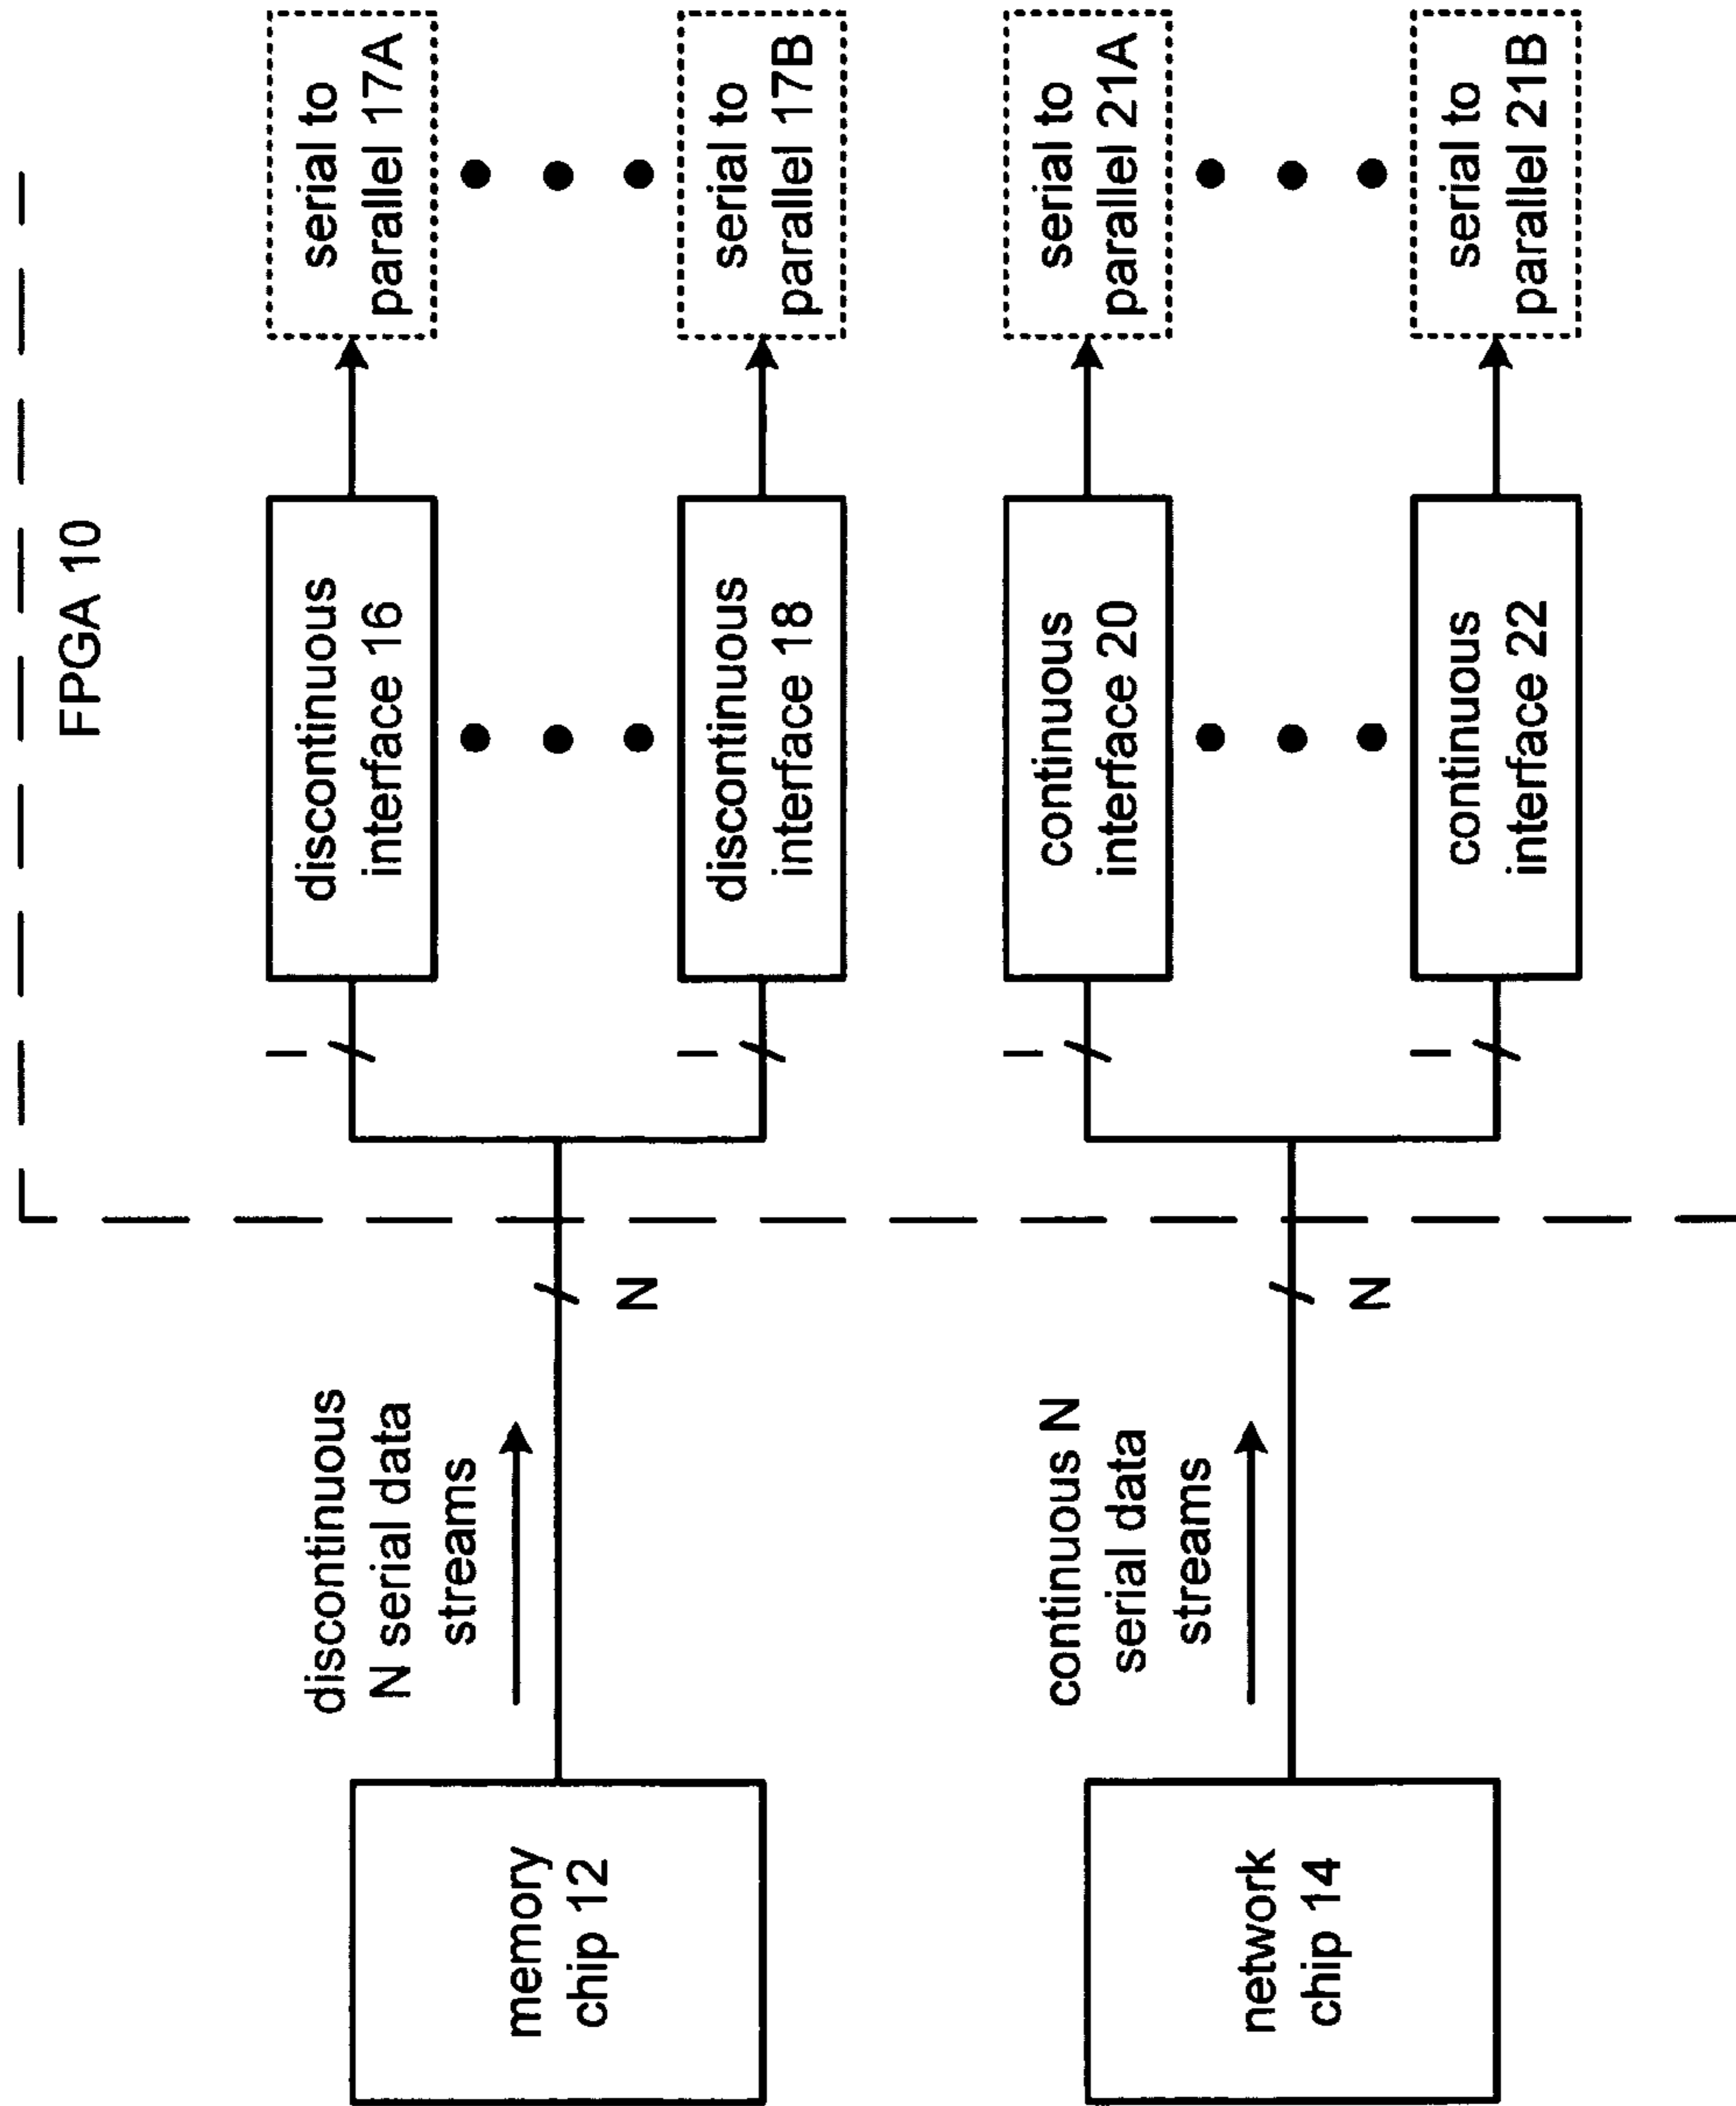 FPGA 10
discontinuous
N serial data
streams
memory
chip 12
N
I
discontinuous
interface 16
serial to
parallel 17A
I
discontinuous
interface 18
serial to
parallel 17B
continuous N
serial data
streams
network
chip 14
N
I
continuous
interface 20
serial to
parallel 21A
I
continuous
interface 22
serial to
parallel 21B